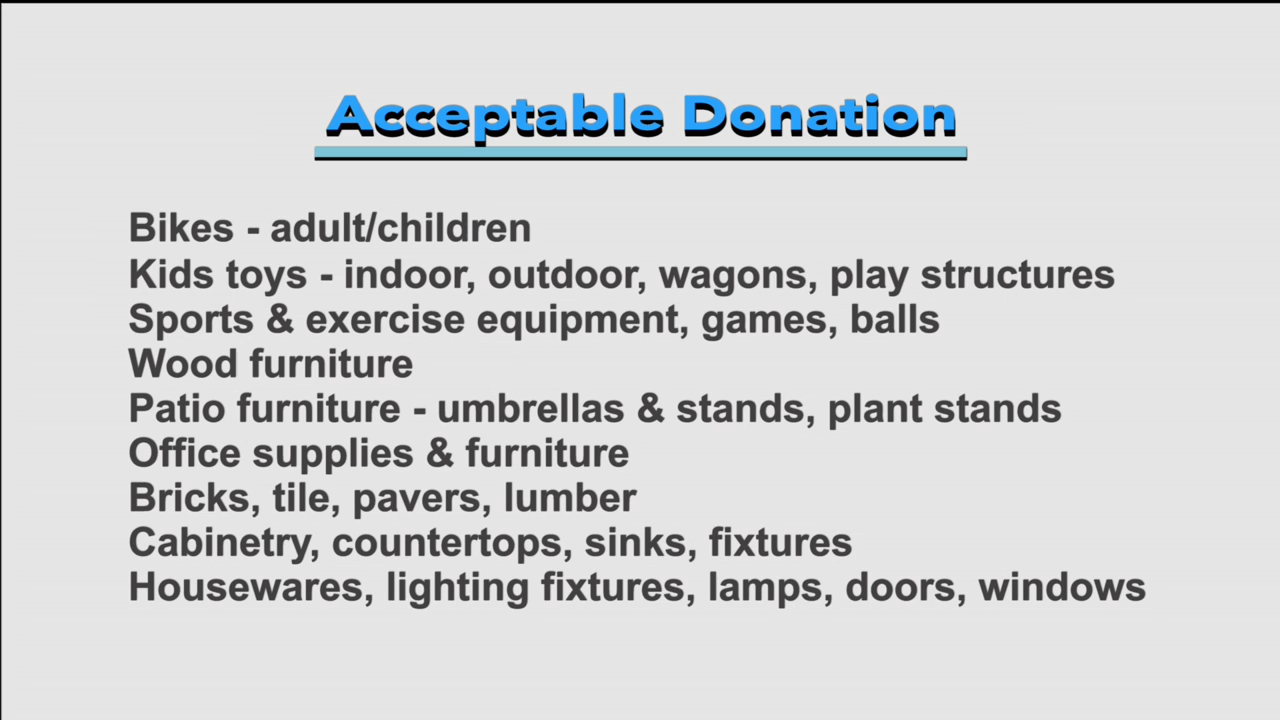 Acceptable Donation
Bikes - adult/children
Kids toys - indoor, outdoor, wagons, play structures
Sports & exercise equipment, games, balls
Wood furniture
Patio furniture - umbrellas & stands, plant stands
Office supplies & furniture
Bricks, tile, pavers, lumber
Cabinetry, countertops, sinks, fixtures
Housewares, lighting fixtures, lamps, doors, windows